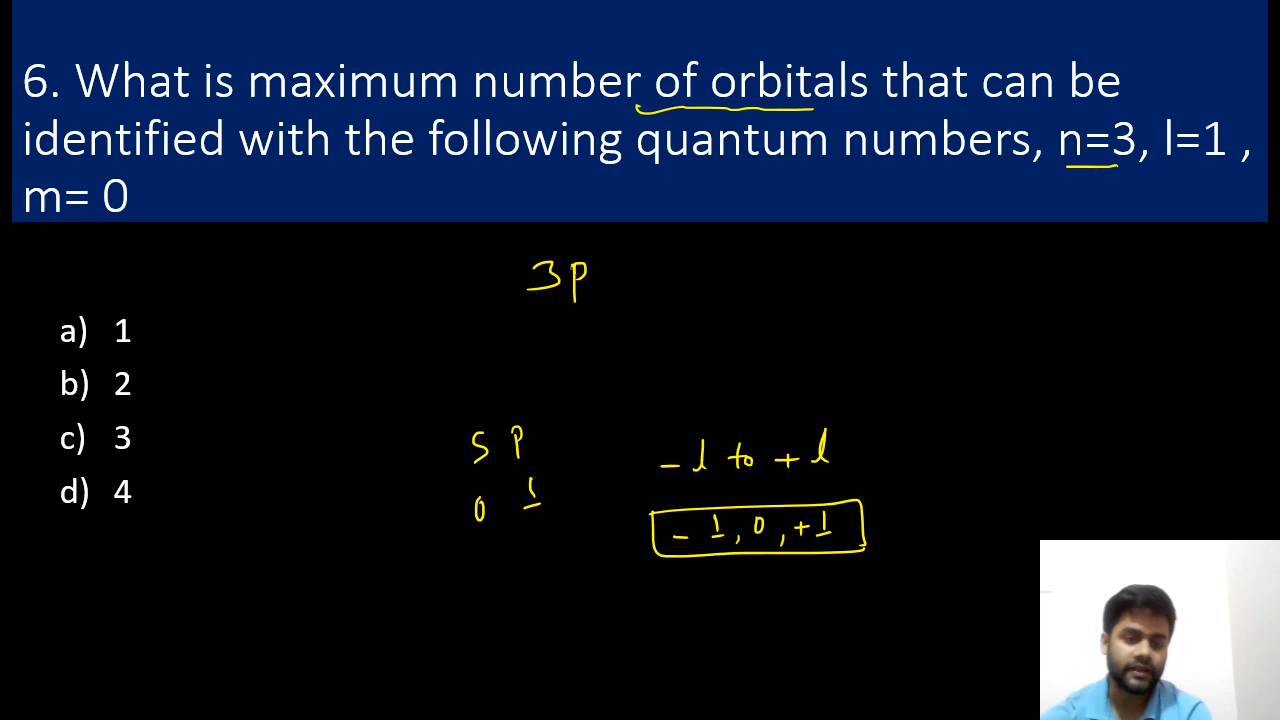 6. What is maximum number of orbitals that can be
identified with the following quantum numbers, n=3, l=1 ,
m= 0
3p
a) 1
b) 2
c) 3
d) 4
s p
0 1
- l to + l
- 1, 0, +1